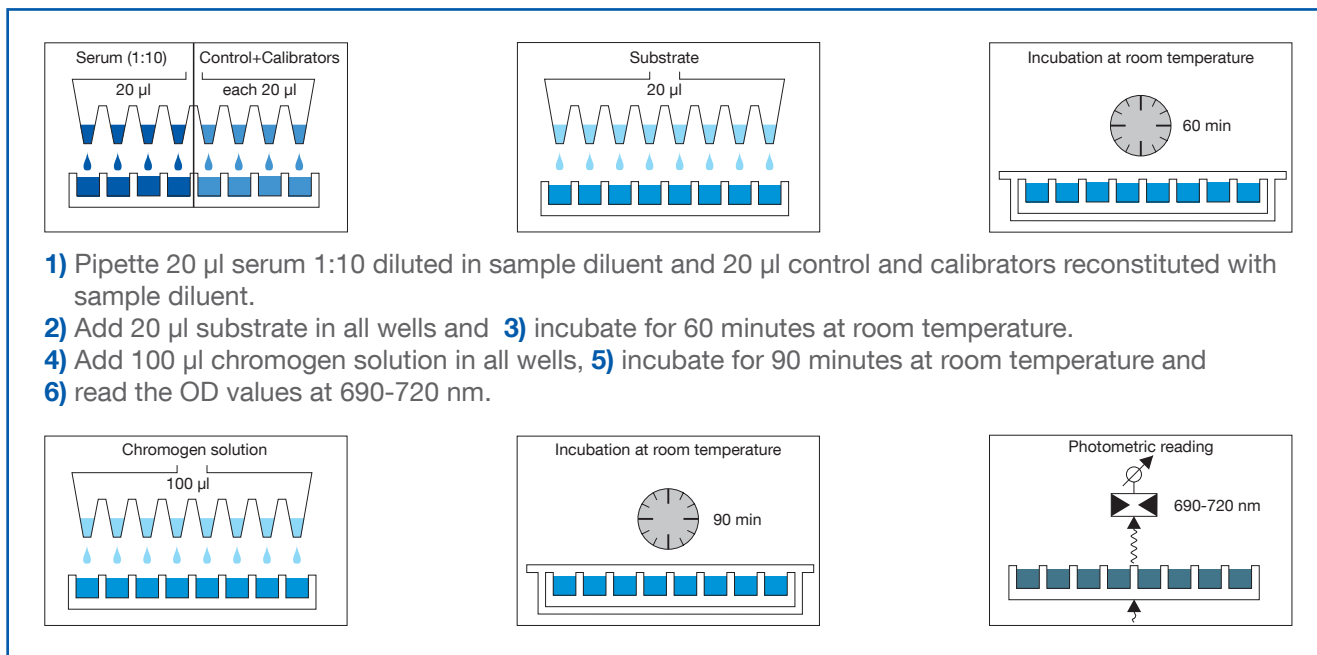 Serum (1:10)
Control+Calibrators
20 µl
each 20 µl
Substrate
20 µl
Incubation at room temperature
60 min
1) Pipette 20 µl serum 1:10 diluted in sample diluent and 20 µl control and calibrators reconstituted with
sample diluent.
2) Add 20 µl substrate in all wells and 3) incubate for 60 minutes at room temperature.
4) Add 100 µl chromogen solution in all wells, 5) incubate for 90 minutes at room temperature and
6) read the OD values at 690-720 nm.
Chromogen solution
100 µl
Incubation at room temperature
90 min
Photometric reading
690-720 nm